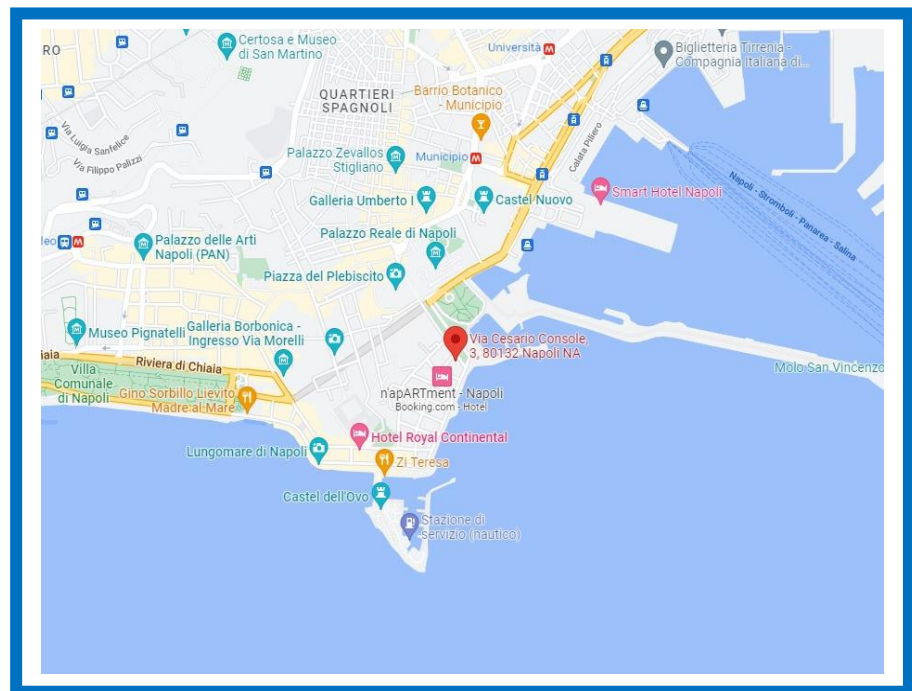 Certosa e Museo
di San Martino
Università
Biglietteria Tirrenia -
Compagnia Italiana di...
RO
QUARTIERI
SPAGNOLI
Barrio Botanico
- Municipio
Via Luigia Sanfelice
Via Filippo Palizzi
Calata Piliero
Palazzo Zevallos
Stigliano
Municipio
Smart Hotel Napoli
Napoli - Stromboli - Panarea - Salina
Galleria Umberto I
Castel Nuovo
Palazzo Reale di Napoli
leo
Palazzo delle Arti
Napoli (PAN)
Piazza del Plebiscito
Museo Pignatelli
Galleria Borbonica -
Ingresso Via Morelli
Via Cesario Console,
3, 80132 Napoli NA
iaia
Riviera di Chiaia
Molo San Vincenzo
Villa
Comunale
di Napoli
Gino Sorbillo Lievito
Madre al Mare
n'apARTment - Napoli
Booking.com - Hotel
Hotel Royal Continental
Lungomare di Napoli
Zi Teresa
Castel dell'Ovo
Stazione di
servizio (nautico)